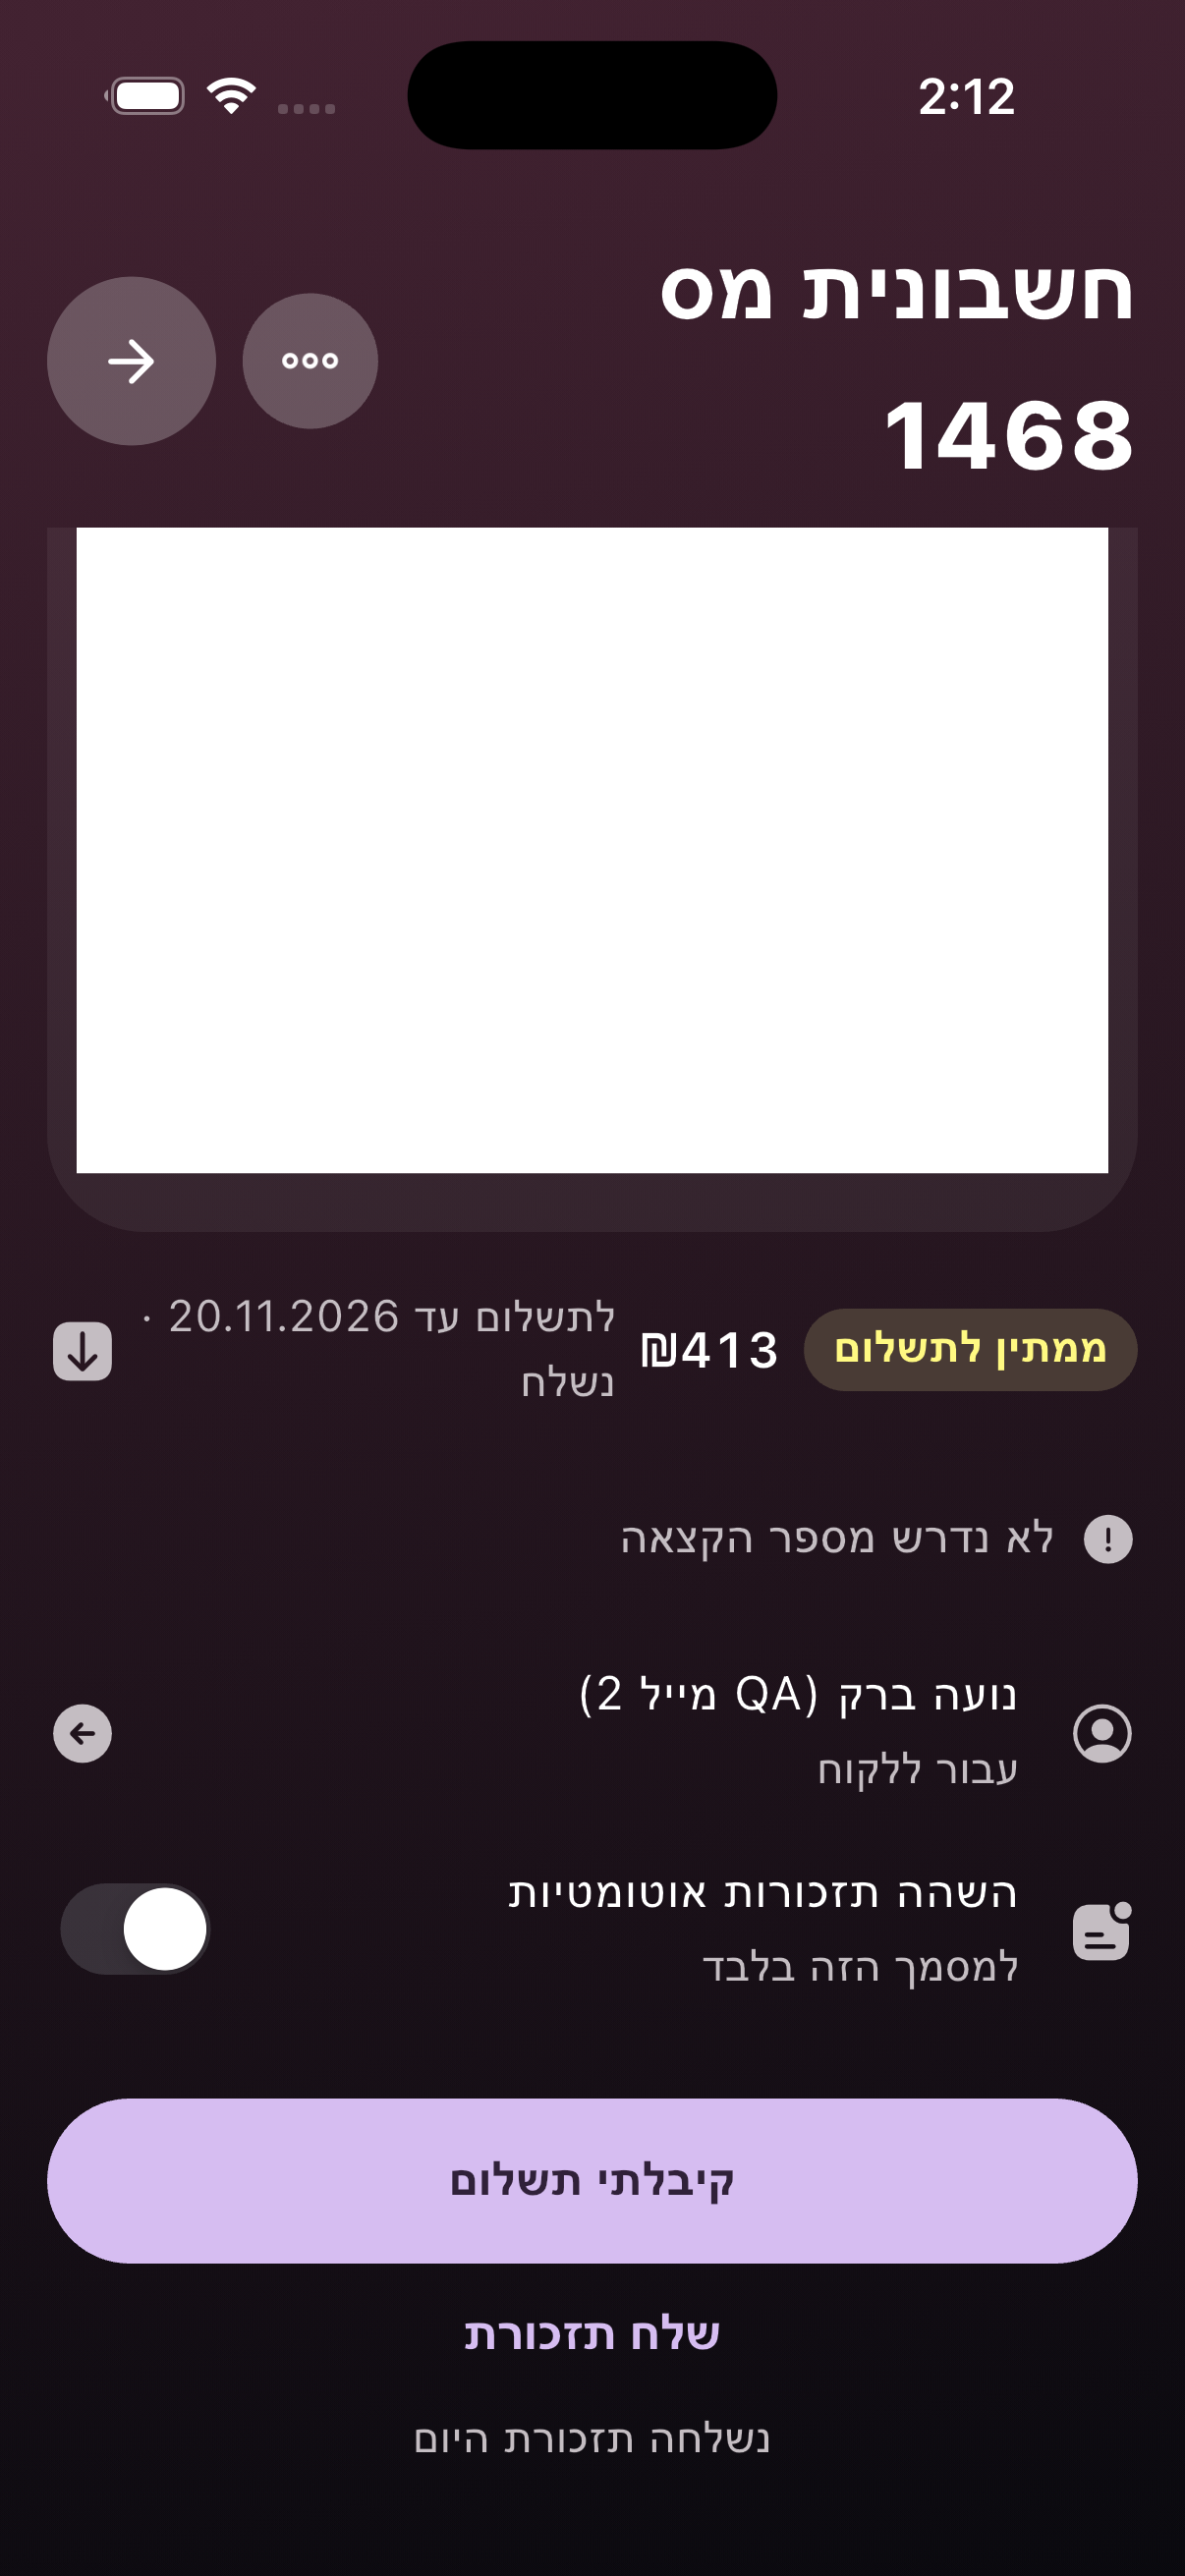 2:12
חשבונית מס
1468
ממתין לתשלום
₪413
לתשלום עד 20.11.2026 ·
נשלח
לא נדרש מספר הקצאה
נועה ברק (QA מייל 2)
עבור ללקוח
השהה תזכורות אוטומטיות
למסמך הזה בלבד
קיבלתי תשלום
שלח תזכורת
נשלחה תזכורת היום